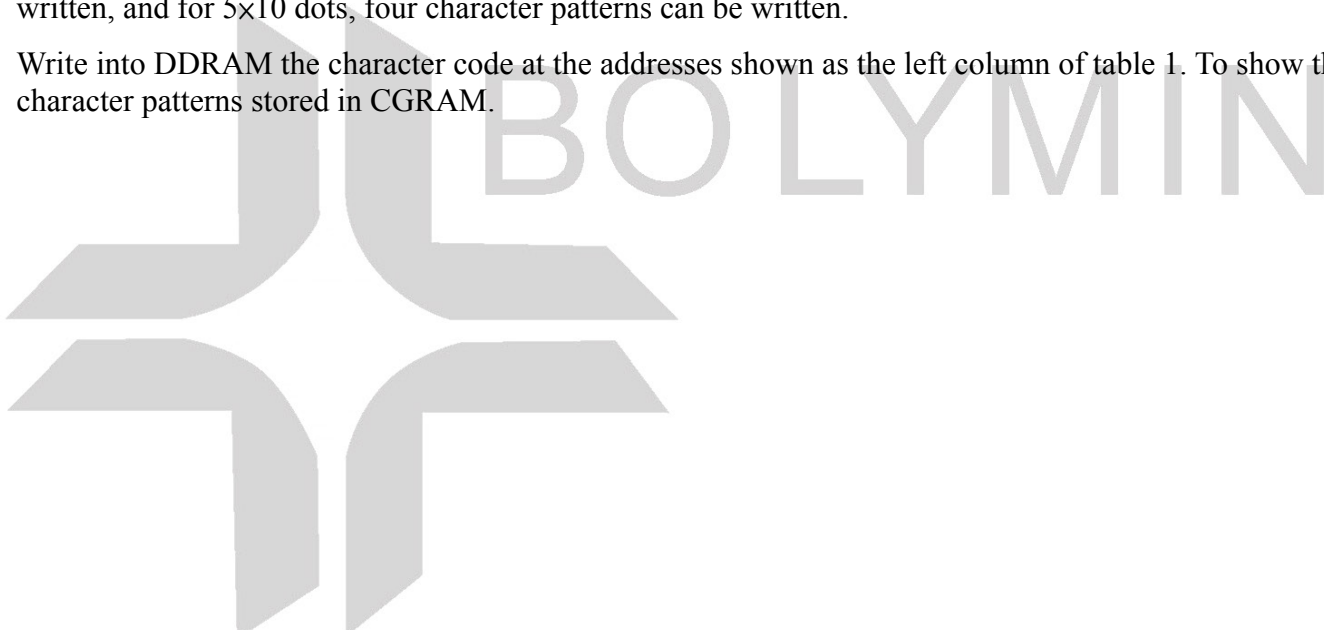 written, and for 5×10 dots, four character patterns can be written.
Write into DDRAM the character code at the addresses shown as the left column of table 1. To show
character patterns stored in CGRAM.
BOLYMIN